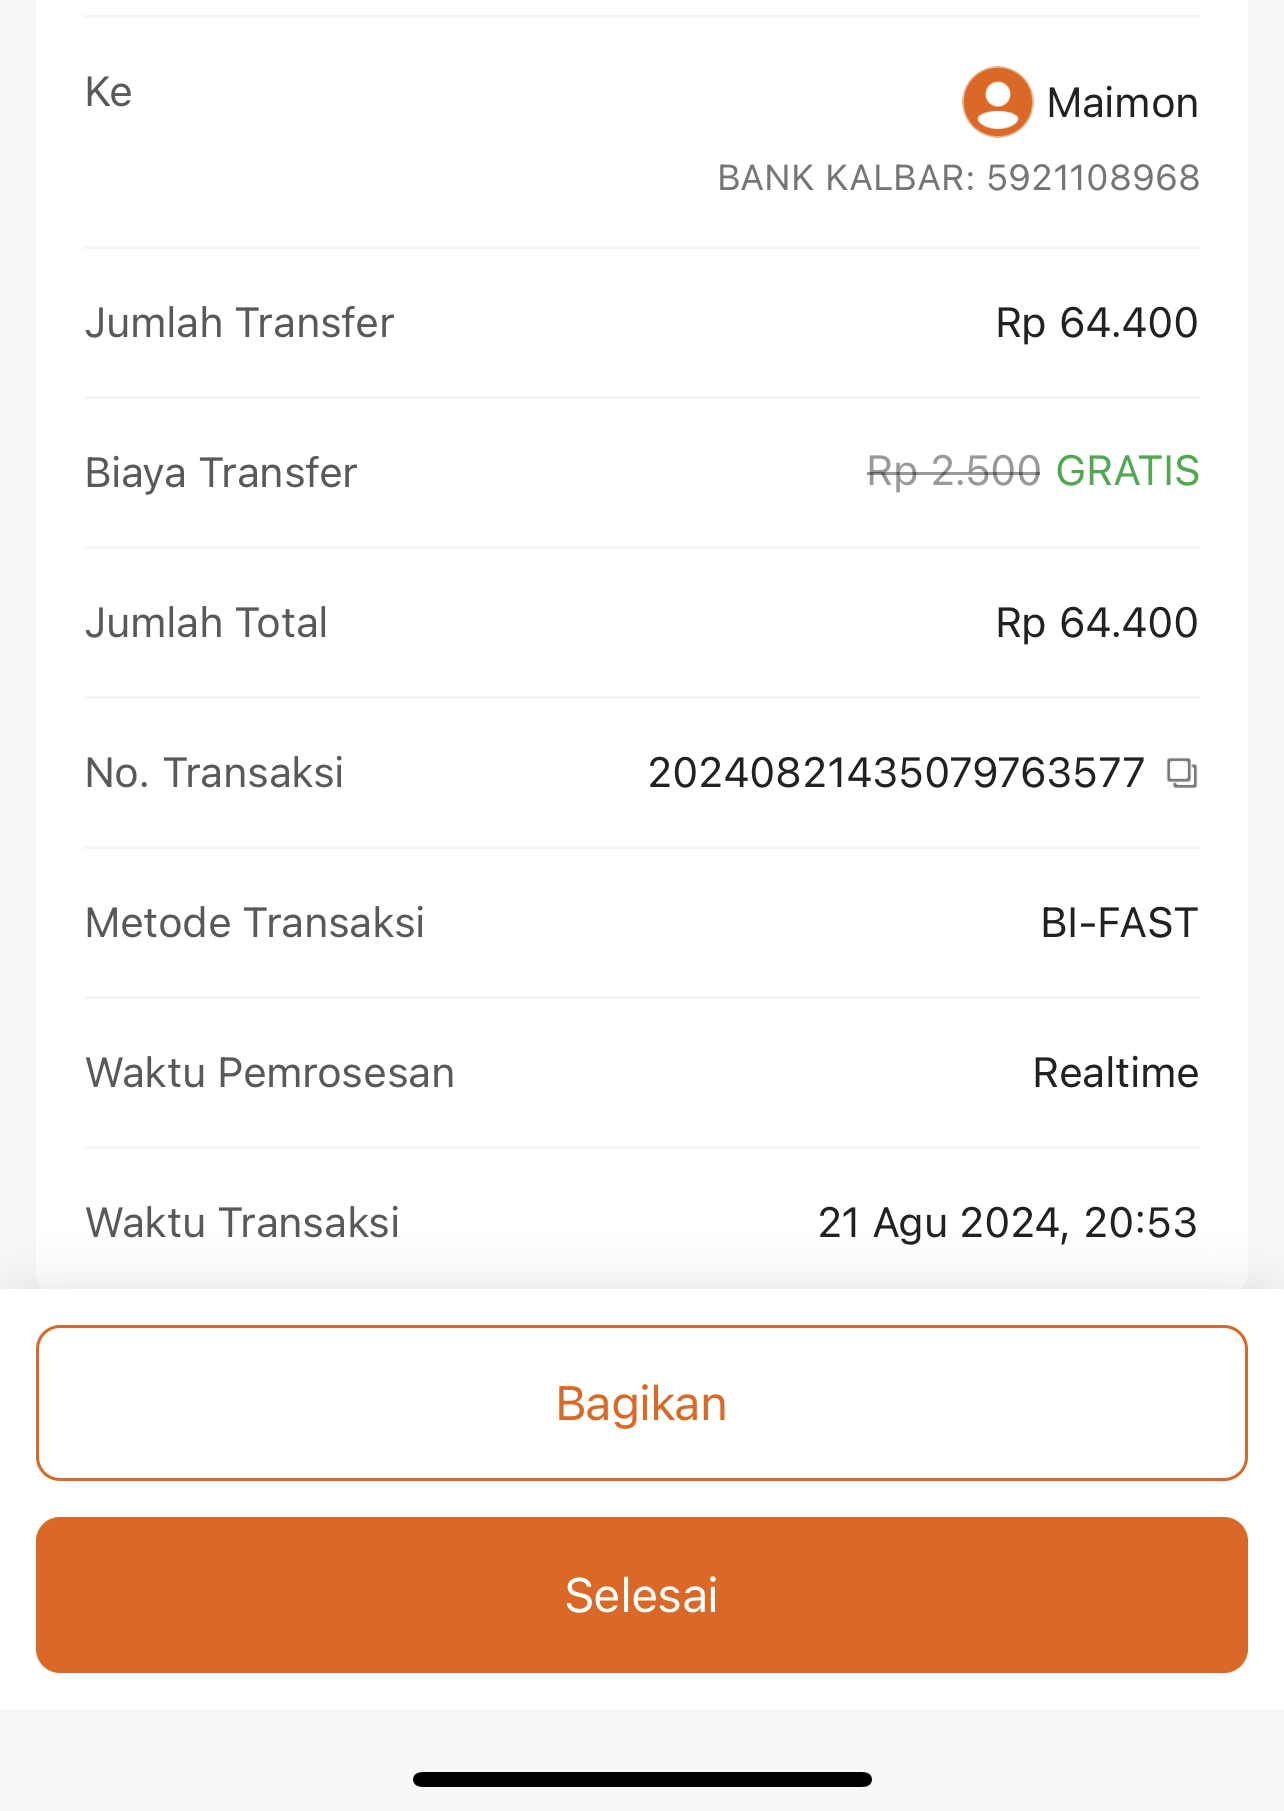 Ke
Maimon
BANK KALBAR: 5921108968
Jumlah Transfer Rp 64.400
Biaya Transfer Rp 2.500 GRATIS
Jumlah Total Rp 64.400
No. Transaksi 20240821435079763577
Metode Transaksi BI-FAST
Waktu Pemrosesan Realtime
Waktu Transaksi 21 Agu 2024, 20:53
Bagikan
Selesai